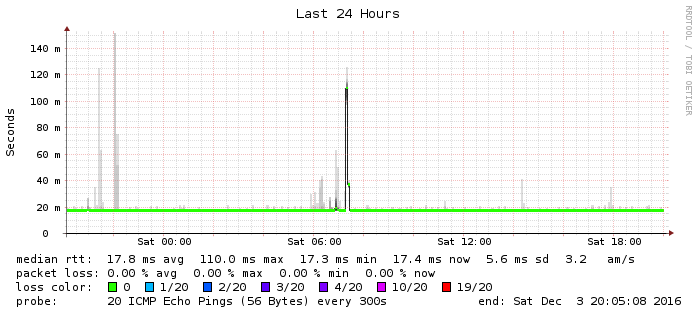 Last 24 Hours
RRDTOOL / TOBI OETIKER
Seconds
140 m
120 m
100 m
80 m
60 m
40 m
20 m
0
Sat 00:00 Sat 06:00 Sat 12:00 Sat 18:00
median rtt: 17.8 ms avg 110.0 ms max 17.3 ms min 17.4 ms now 5.6 ms sd 3.2 am/s
packet loss: 0.00 % avg 0.00 % max 0.00 % min 0.00 % now
loss color: 0 1/20 2/20 3/20 4/20 10/20 19/20
probe: 20 ICMP Echo Pings (56 Bytes) every 300s end: Sat Dec 3 20:05:08 2016